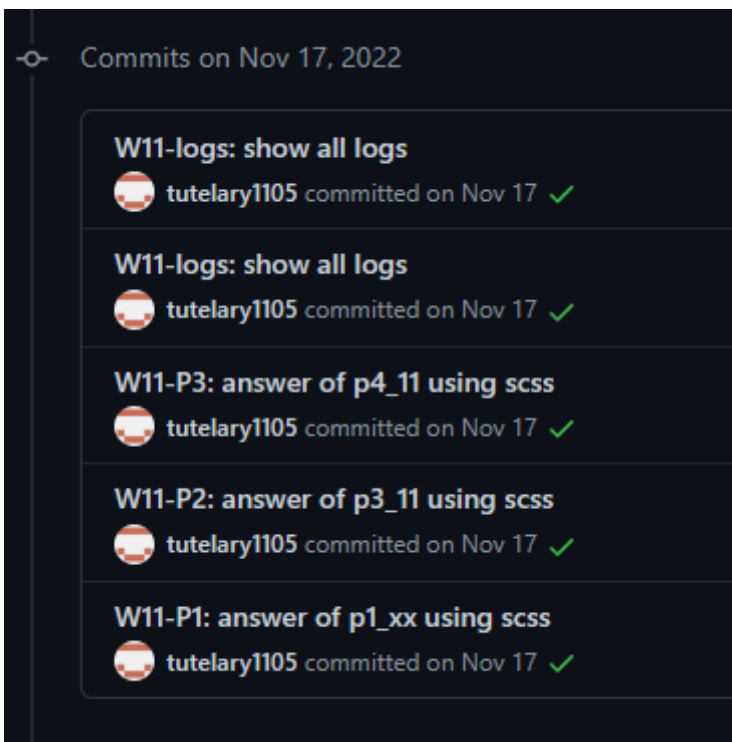 Commits on Nov 17, 2022
W11-logs: show all logs
tutelary1105 committed on Nov 17
W11-logs: show all logs
tutelary1105 committed on Nov 17
W11-P3: answer of p4_11 using scss
tutelary1105 committed on Nov 17
W11-P2: answer of p3_11 using scss
tutelary1105 committed on Nov 17
W11-P1: answer of p1_xx using scss
tutelary1105 committed on Nov 17